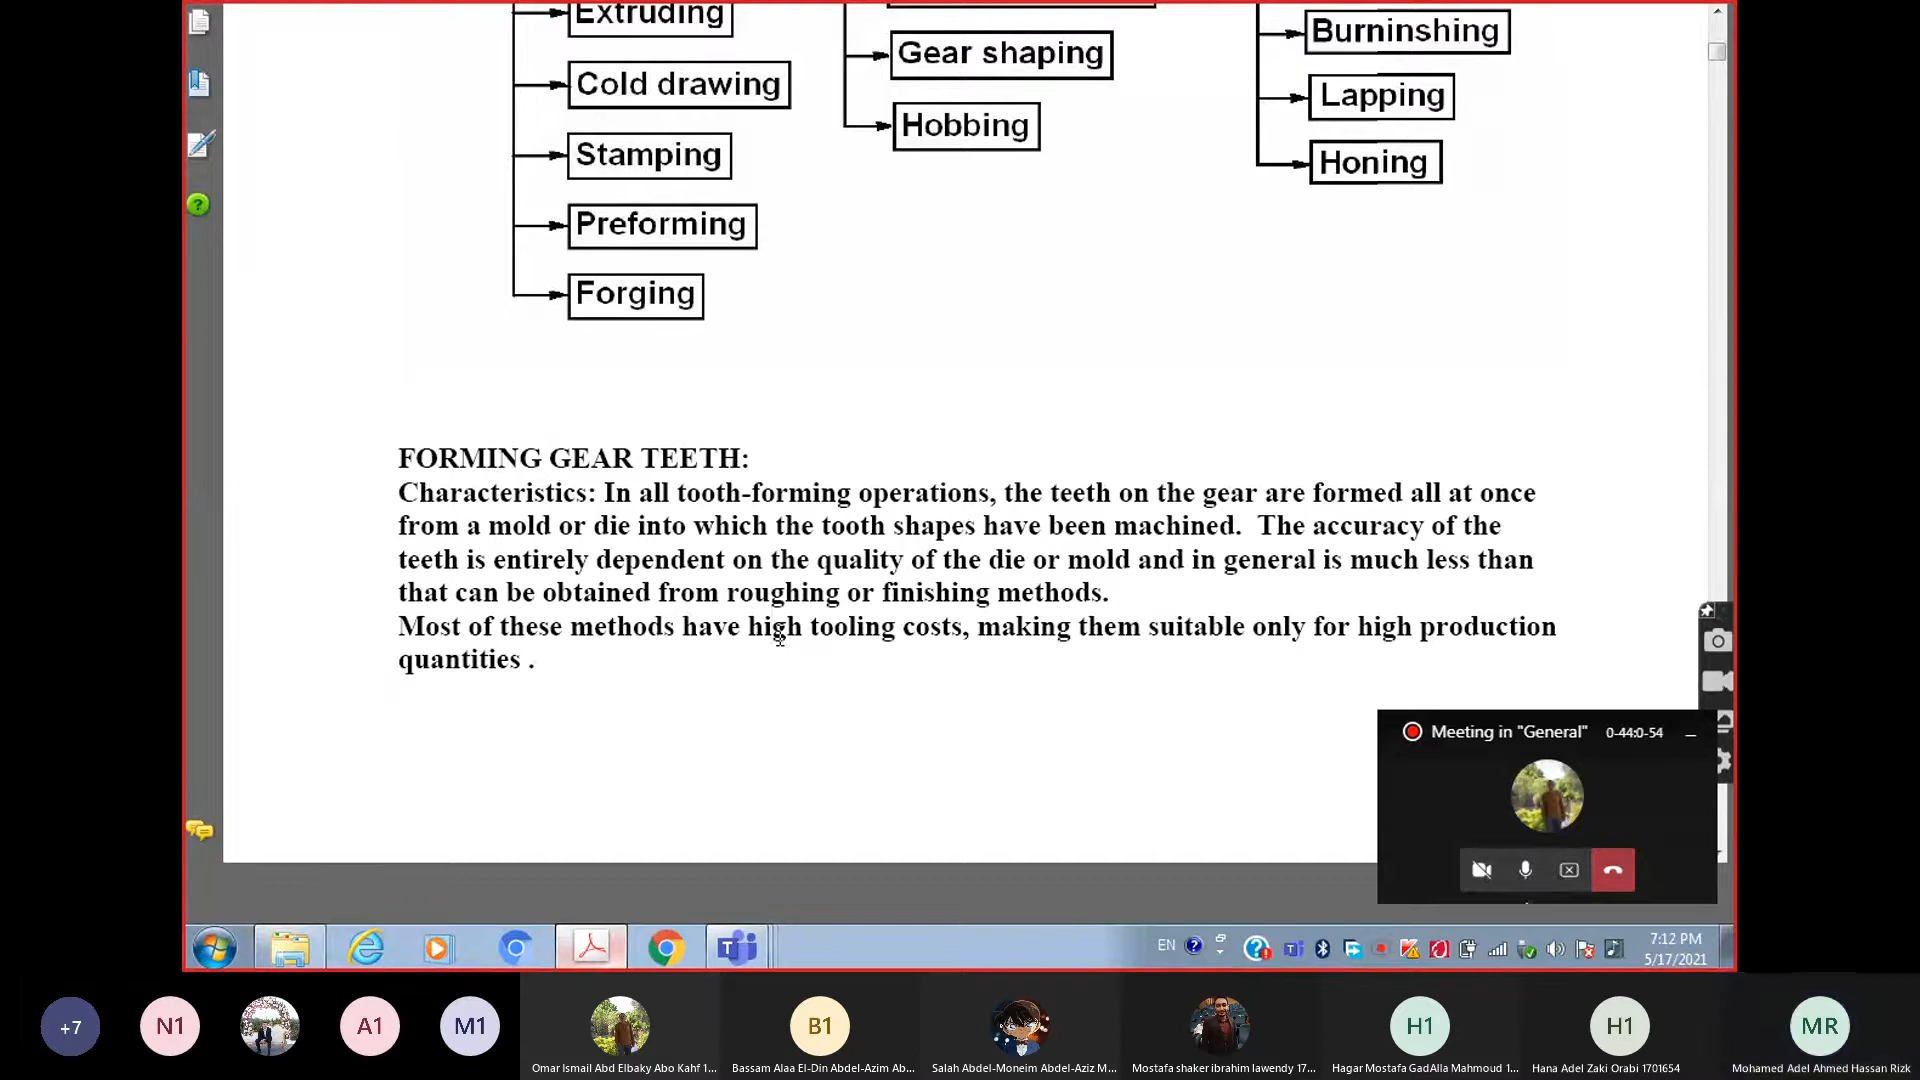 Extruding
Cold drawing
Stamping
Preforming
Forging
Gear shaping
Hobbing
Burninshing
Lapping
Honing
FORMING GEAR TEETH:
Characteristics: In all tooth-forming operations, the teeth on the gear are formed all at once
from a mold or die into which the tooth shapes have been machined. The accuracy of the
teeth is entirely dependent on the quality of the die or mold and in general is much less than
that can be obtained from roughing or finishing methods.
Most of these methods have high tooling costs, making them suitable only for high production
quantities .
Meeting in "General" 0-44:0-54
EN
7:12 PM
5/17/2021
+7
N1
A1
M1
B1
H1
H1
MR
Omar Ismail Abd Elbaky Abo Kahf 1...
Bassam Alaa El-Din Abdel-Azim Ab...
Salah Abdel-Moneim Abdel-Aziz M...
Mostafa shaker ibrahim lawendy 17...
Hagar Mostafa GadAlla Mahmoud 1...
Hana Adel Zaki Orabi 1701654
Mohamed Adel Ahmed Hassan Rizk